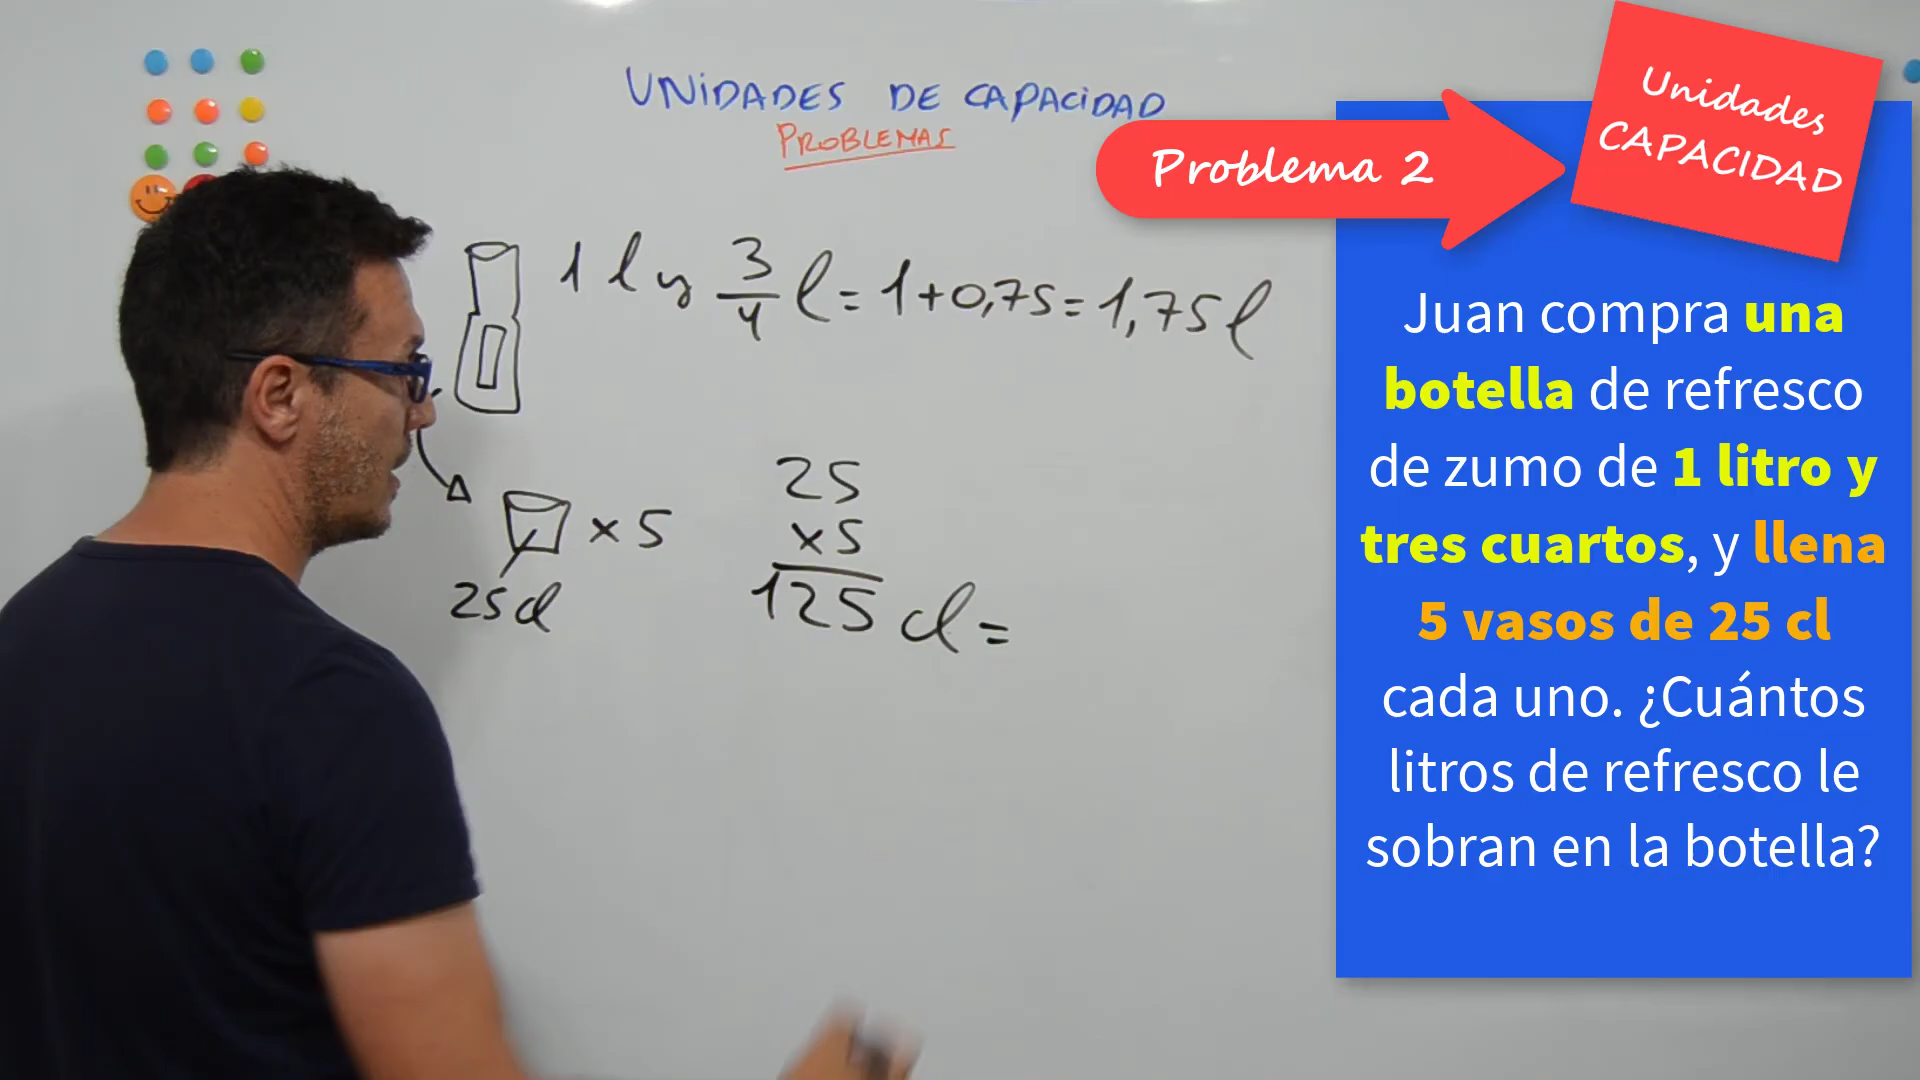 UNIDADES DE CAPACIDAD
PROBLEMAS
1 l y 3/4 l = 1+0,75 = 1,75 l
x 5
25 cl
25
x5
125 cl =
Problema 2
Unidades
CAPACIDAD
Juan compra una
botella de refresco
de zumo de 1 litro y
tres cuartos, y llena
5 vasos de 25 cl
cada uno. ¿Cuántos
litros de refresco le
sobran en la botella?